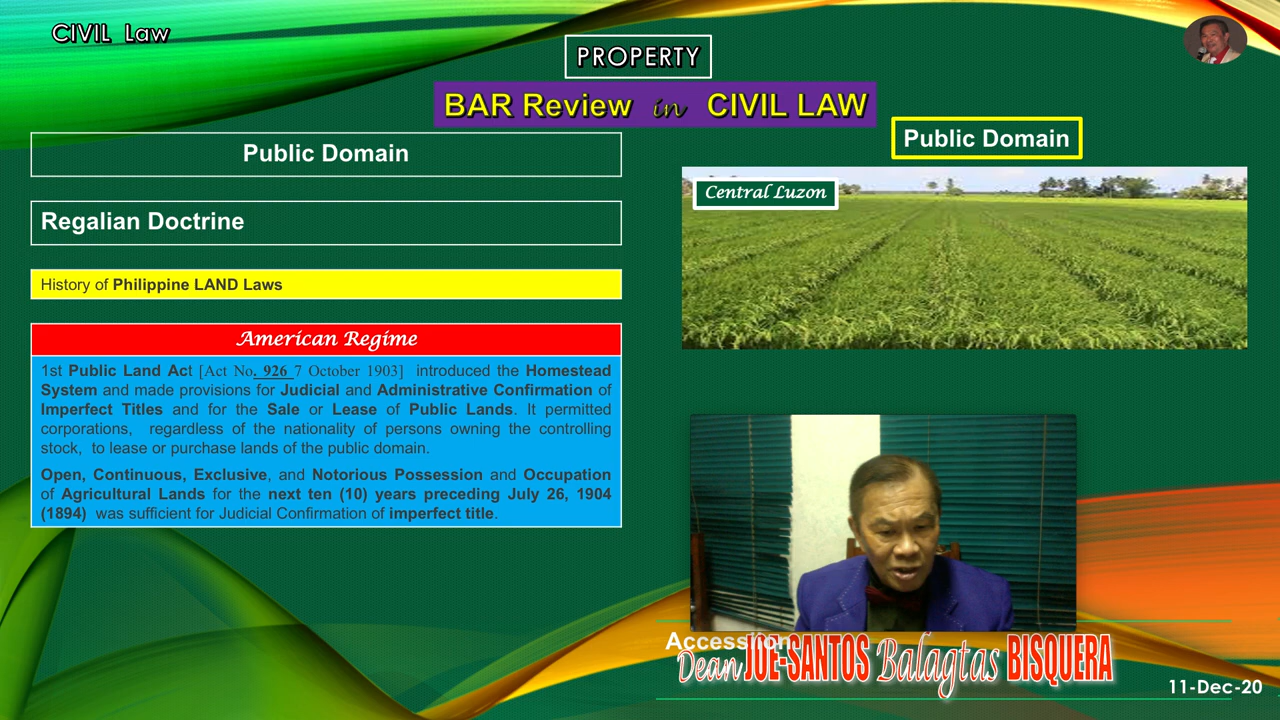 CIVIL Law
PROPERTY
BAR Review in CIVIL LAW
Public Domain
Regalian Doctrine
History of Philippine LAND Laws
American Regime
1st Public Land Act [Act No. 926 7 October 1903] introduced the Homestead
System and made provisions for Judicial and Administrative Confirmation of
Imperfect Titles and for the Sale or Lease of Public Lands. It permitted
corporations, regardless of the nationality of persons owning the controlling
stock, to lease or purchase lands of the public domain.
Open, Continuous, Exclusive, and Notorious Possession and Occupation
of Agricultural Lands for the next ten (10) years preceding July 26, 1904
(1894) was sufficient for Judicial Confirmation of imperfect title.
Public Domain
Central Luzon
Accession
Dean JOE-SANTOS Balagtas BISQUERA
11-Dec-20